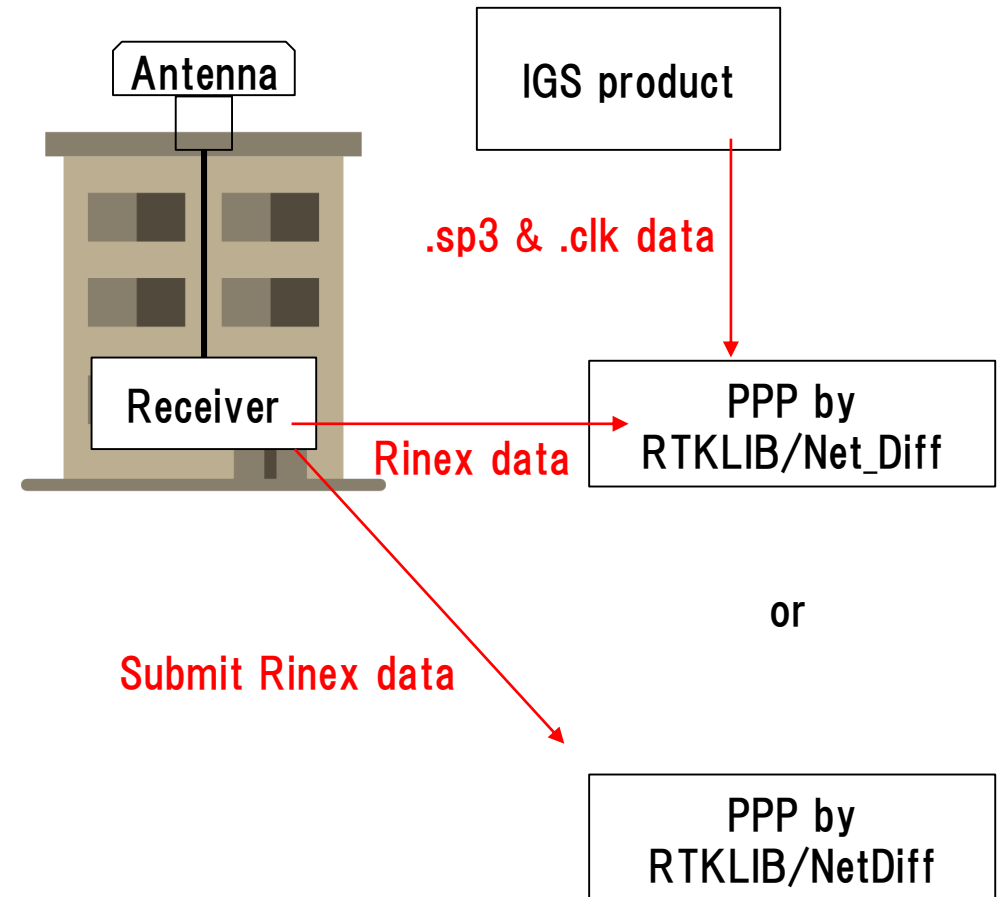 Antenna
IGS product
.sp3 & .clk data
Receiver
PPP by
RTKLIB/Net_Diff
Rinex data
or
Submit Rinex data
PPP by
RTKLIB/NetDiff